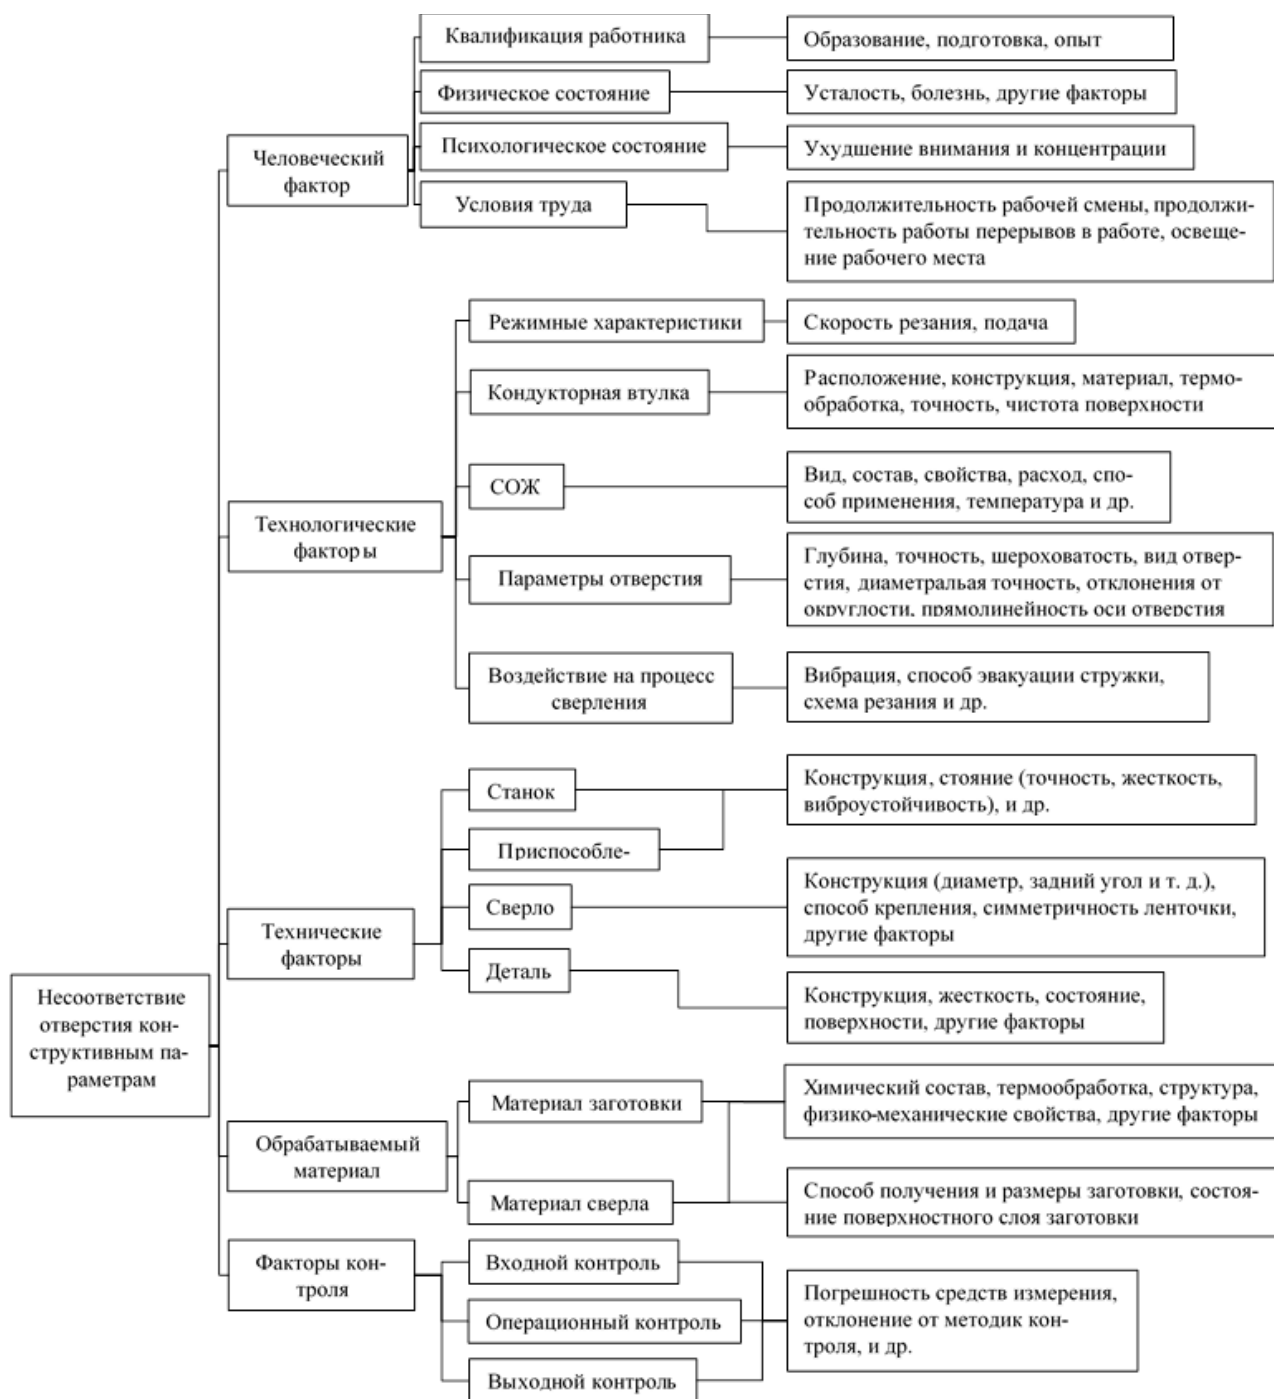 Квалификация работника
Образование, подготовка, опыт
Физическое состояние
Усталость, болезнь, другие факторы
Человеческий
фактор
Психологическое состояние
Ухудшение внимания и концентрации
Условия труда
Продолжительность рабочей смены, продолжи-
тельность работы перерывов в работе, освеще-
ние рабочего места
Режимные характеристики
Скорость резания, подача
Кондукторная втулка
Расположение, конструкция, материал, термо-
обработка, точность, чистота поверхности
Технологические
факторы
СОЖ
Вид, состав, свойства, расход, спо-
соб применения, температура и др.
Параметры отверстия
Глубина, точность, шероховатость, вид отвер-
стия, диаметральая точность, отклонения от
округлости, прямолинейность оси отверстия
Воздействие на процесс
сверления
Вибрация, способ эвакуации стружки,
схема резания и др.
Станок
Конструкция, стояние (точность, жесткость,
виброустойчивость), и др.
Приспособле-
Технические
факторы
Сверло
Конструкция (диаметр, задний угол и т. д.),
способ крепления, симметричность ленточки,
другие факторы
Деталь
Конструкция, жесткость, состояние,
поверхности, другие факторы
Несоответствие
отверстия кон-
структивным па-
раметрам
Обрабатываемый
материал
Материал заготовки
Химический состав, термообработка, структура,
физико-механические свойства, другие факторы
Материал сверла
Способ получения и размеры заготовки, состоя-
ние поверхностного слоя заготовки
Факторы кон-
троля
Входной контроль
Операционный контроль
Выходной контроль
Погрешность средств измерения,
отклонение от методик кон-
троля, и др.